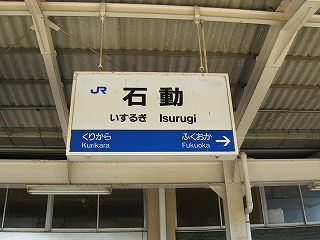 JR 石動
いするぎ Isurugi
くりから ふくおか
Kurikara Fukuoka →